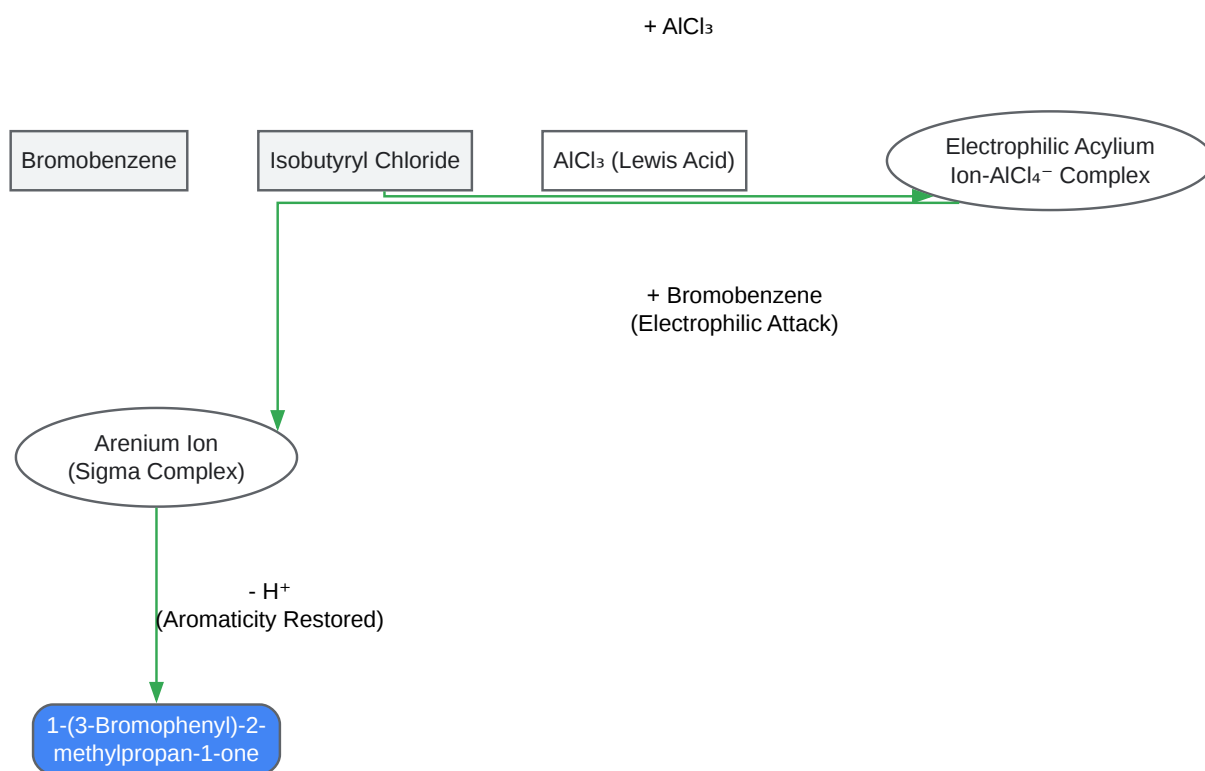 + AlCl₃
Bromobenzene
Isobutyryl Chloride
AlCl₃ (Lewis Acid)
Electrophilic Acylium
Ion-AlCl₄⁻ Complex
+ Bromobenzene
(Electrophilic Attack)
Arenium Ion
(Sigma Complex)
- H⁺
(Aromaticity Restored)
1-(3-Bromophenyl)-2-
methylpropan-1-one